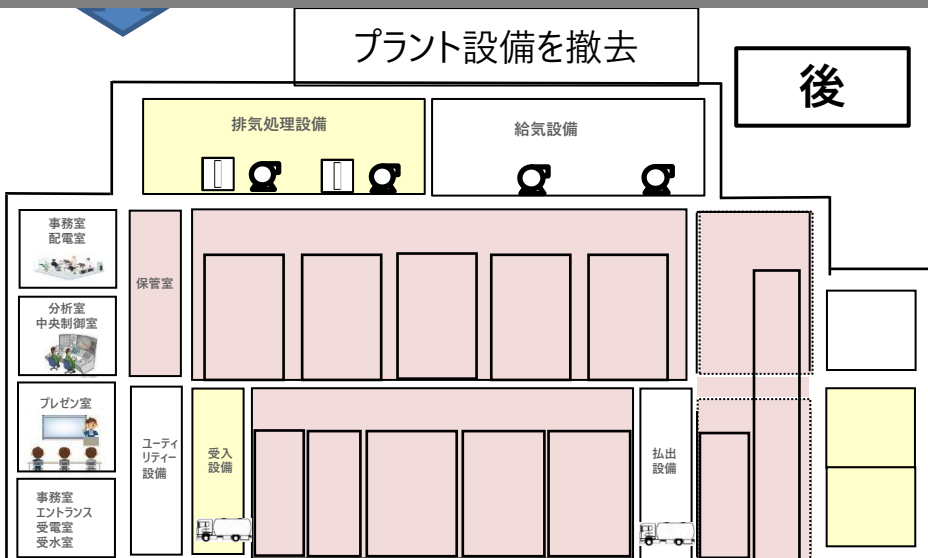 プラント設備を撤去
後
排気処理設備
給気設備
事務室
配電室
保管室
分析室
中央制御室
プレゼン室
ユーティ
リティー
設備
受入
設備
払出
設備
事務室
エントランス
受電室
受水室